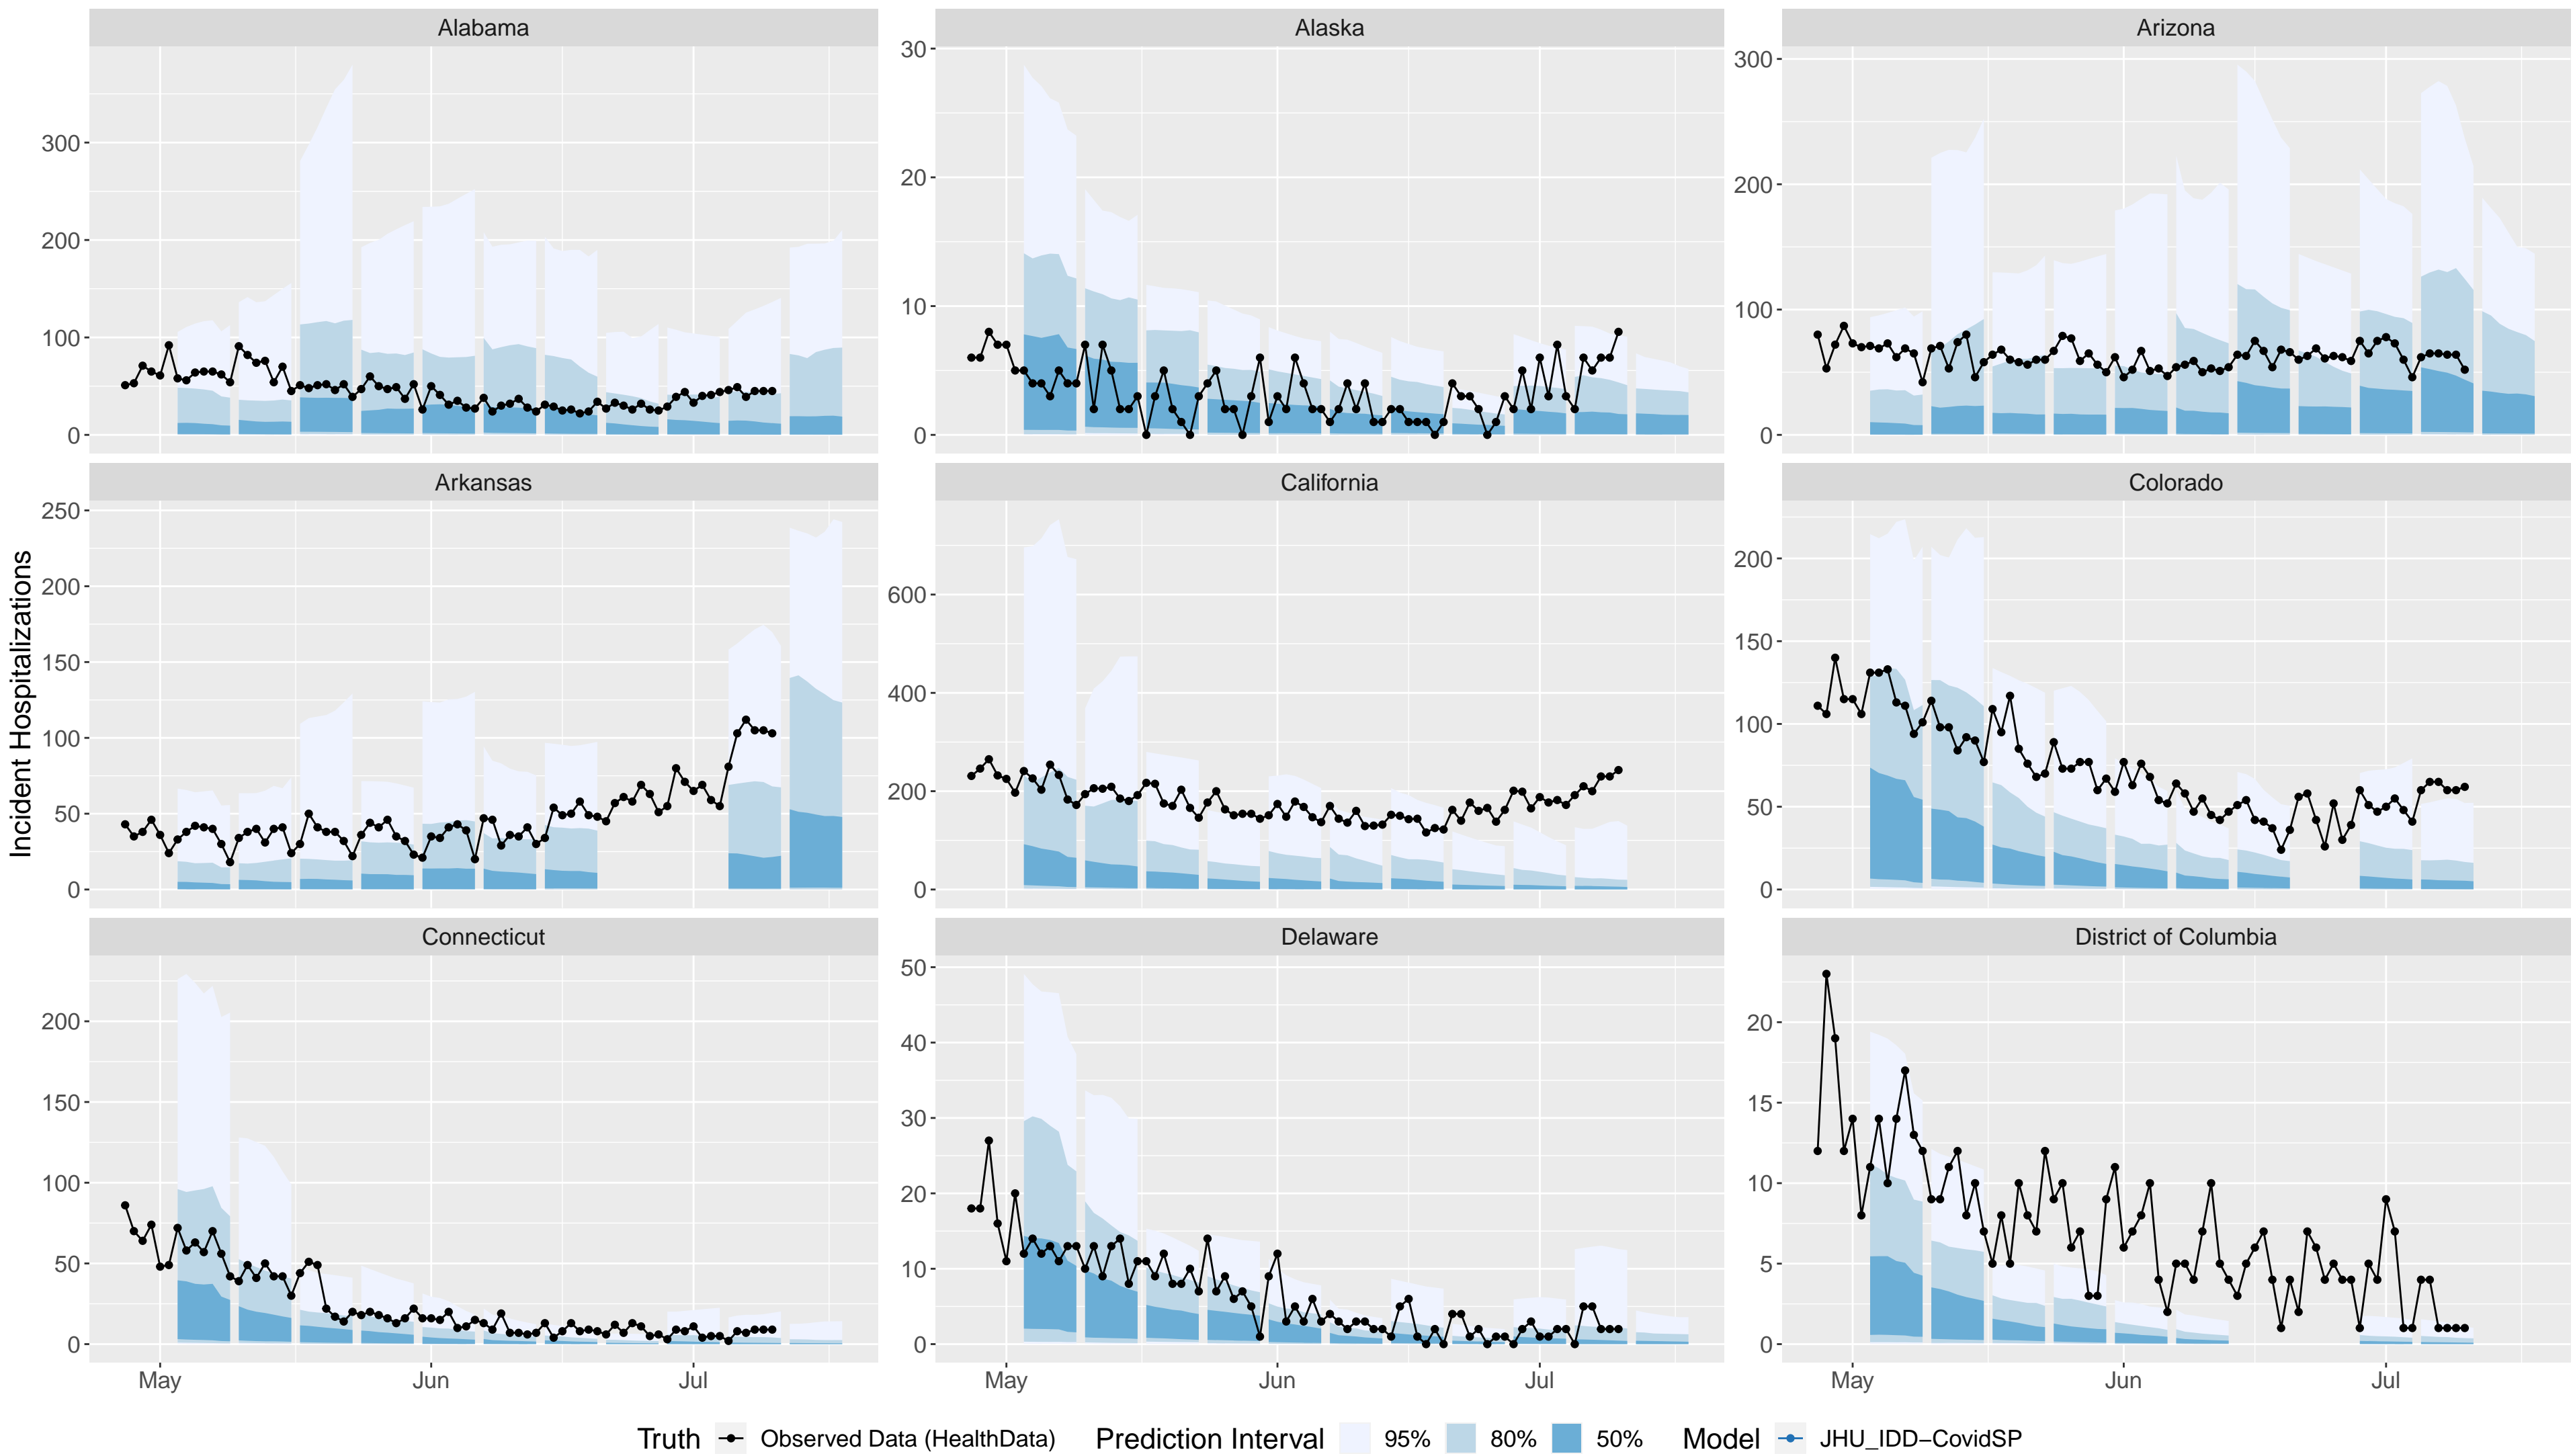 Alabama Alaska Arizona
300 200 100 0
30 20 10 0
300 200 100 0
Arkansas California Colorado
250 200 150 100 50 0
600 400 200 0
200 150 100 50 0
Incident Hospitalizations
Connecticut Delaware District of Columbia
200 150 100 50 0
50 40 30 20 10 0
20 15 10 5 0
May Jun Jul May Jun Jul May Jun Jul
Truth Observed Data (HealthData) Prediction Interval 95% 80% 50% Model JHU_IDD−CovidSP